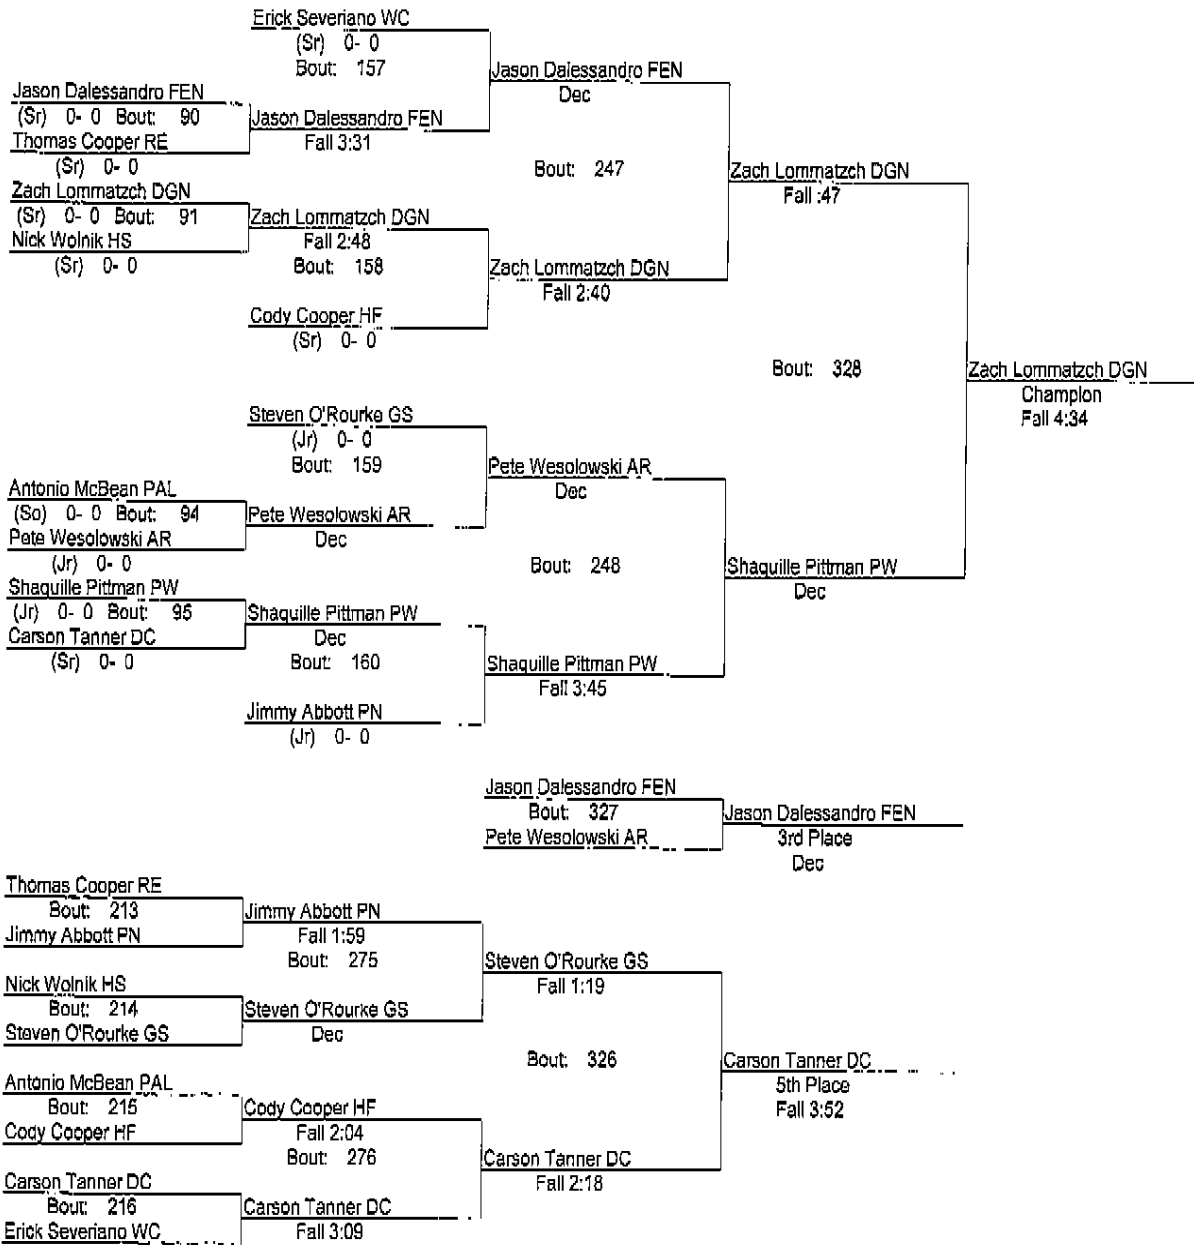 Erick Severiano WC
(Sr) 0- 0
Bout: 157
Jason Dalessandro FEN
Dec
Jason Dalessandro FEN
(Sr) 0- 0 Bout: 90
Jason Dalessandro FEN
Fall 3:31
Thomas Cooper RE
(Sr) 0- 0
Bout: 247
Zach Lommatzch DGN
Fall :47
Zach Lommatzch DGN
(Sr) 0- 0 Bout: 91
Zach Lommatzch DGN
Fall 2:48
Bout: 158
Nick Wolnik HS
(Sr) 0- 0
Zach Lommatzch DGN
Fall 2:40
Cody Cooper HF
(Sr) 0- 0
Bout: 328
Zach Lommatzch DGN
Champion
Fall 4:34
Steven O'Rourke GS
(Jr) 0- 0
Bout: 159
Pete Wesolowski AR
Dec
Antonio McBean PAL
(So) 0- 0 Bout: 94
Pete Wesolowski AR
Dec
Pete Wesolowski AR
(Jr) 0- 0
Bout: 248
Shaquille Pittman PW
Dec
Shaquille Pittman PW
(Jr) 0- 0 Bout: 95
Shaquille Pittman PW
Dec
Bout: 160
Carson Tanner DC
(Sr) 0- 0
Shaquille Pittman PW
Fall 3:45
Jimmy Abbott PN
(Jr) 0- 0
Jason Dalessandro FEN
Bout: 327
Pete Wesolowski AR
Jason Dalessandro FEN
3rd Place
Dec
Thomas Cooper RE
Bout: 213
Jimmy Abbott PN
Jimmy Abbott PN
Fall 1:59
Bout: 275
Steven O'Rourke GS
Fall 1:19
Nick Wolnik HS
Bout: 214
Steven O'Rourke GS
Steven O'Rourke GS
Dec
Bout: 326
Carson Tanner DC
5th Place
Fall 3:52
Antonio McBean PAL
Bout: 215
Cody Cooper HF
Cody Cooper HF
Fall 2:04
Bout: 276
Carson Tanner DC
Fall 2:18
Carson Tanner DC
Bout: 216
Erick Severiano WC
Carson Tanner DC
Fall 3:09